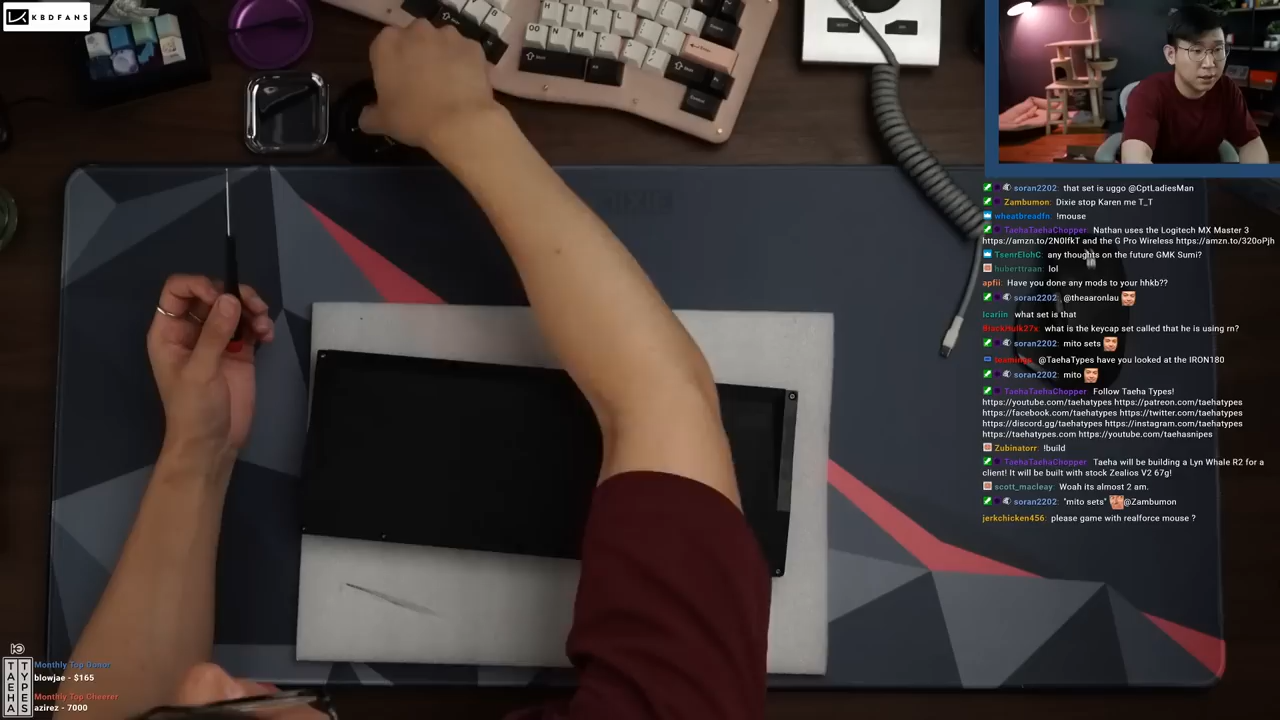 KBDFANS
soran2202: that set is uggo @CptLadiesMan
Zambumon: Dixie stop Karen me T_T
wheatbreadfn: !mouse
TaehaTaehaChopper: Nathan uses the Logitech MX Master 3
https://amzn.to/2N0lfkT and the G Pro Wireless https://amzn.to/32OoPjh
TsenrElohC: any thoughts on the future GMK Sumi?
huberttraan: lol
apfii: Have you done any mods to your hhkb??
soran2202: @theaaronlau
Icariin: what set is that
BlackHulk27x: what is the keycap set called that he is using rn?
soran2202: mito sets
@TaehaTypes have you looked at the IRON180
soran2202: mito
TaehaTaehaChopper: Follow Taeha Types!
https://youtube.com/taehatypes https://patreon.com/taehatypes
https://facebook.com/taehatypes https://twitter.com/taehatypes
https://discord.gg/taehatypes https://instagram.com/taehatypes
https://taehatypes.com https://youtube.com/taehasnipes
Zubinatorr: !build
TaehaTaehaChopper: Taeha will be building a Lyn Whale R2 for a
client! It will be built with stock Zealios V2 67g!
scott_macleay: Woah its almost 2 am.
soran2202: "mito sets" @Zambumon
jerkchicken456: please game with realforce mouse ?
TAEHA
TYPES
Monthly Top Donor
blowjae - $165
Monthly Top Cheerer
azirez - 7000